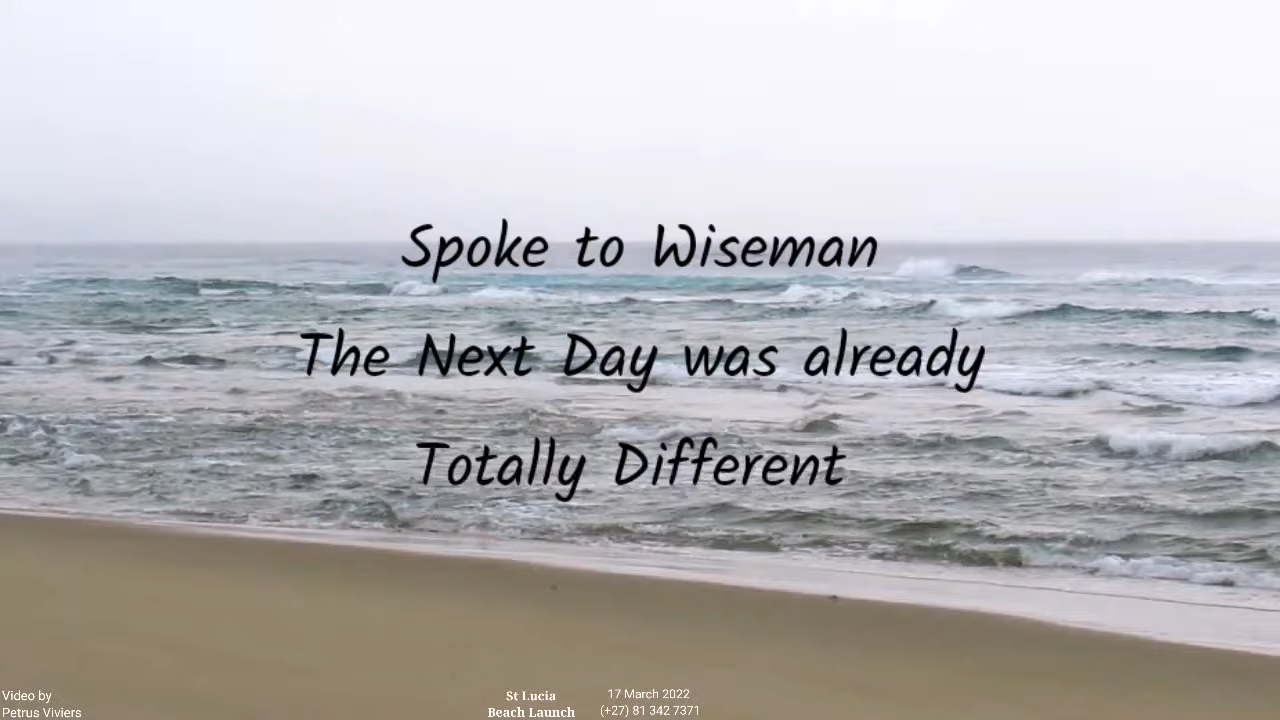 Spoke to Wiseman
The Next Day was already
Totally Different
Video by
Petrus Viviers
St Lucia
Beach Launch
17 March 2022
(+27) 81 342 7371